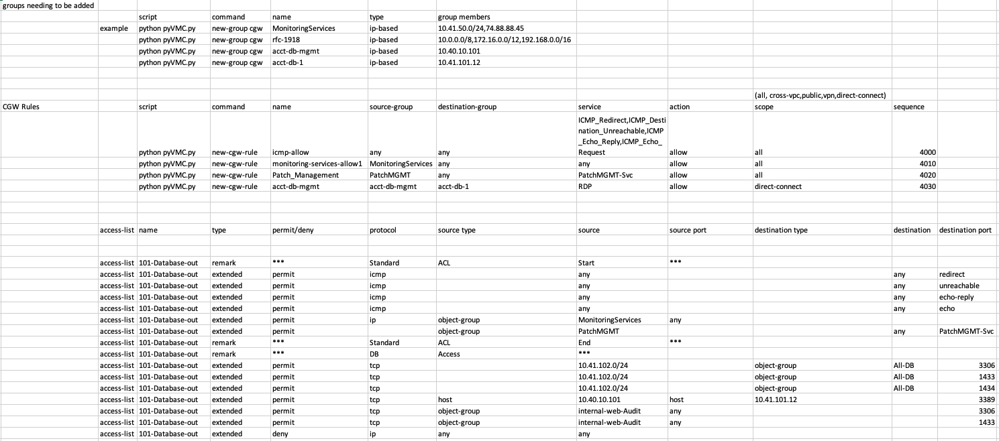 groups needing to be added
script command name type group members
example python pyVMC.py new-group cgw MonitoringServices ip-based 10.41.50.0/24,74.88.88.45
python pyVMC.py new-group cgw rfc-1918 ip-based 10.0.0.0/8,172.16.0.0/12,192.168.0.0/16
python pyVMC.py new-group cgw acct-db-mgmt ip-based 10.40.10.101
python pyVMC.py new-group cgw acct-db-1 ip-based 10.41.101.12
(all, cross-vpc,public,vpn,direct-connect)
CGW Rules script command name source-group destination-group service action scope sequence
ICMP_Redirect,ICMP_Desti
nation_Unreachable,ICMP
_Echo_Reply,ICMP_Echo_
python pyVMC.py new-cgw-rule icmp-allow any any Request allow all 4000
python pyVMC.py new-cgw-rule monitoring-services-allow1 MonitoringServices any any allow all 4010
python pyVMC.py new-cgw-rule Patch_Management PatchMGMT any PatchMGMT-Svc allow all 4020
python pyVMC.py new-cgw-rule acct-db-mgmt acct-db-mgmt acct-db-1 RDP allow direct-connect 4030
access-list name type permit/deny protocol source type source source port destination type destination destination port
access-list 101-Database-out remark *** Standard ACL Start ***
access-list 101-Database-out extended permit icmp any any redirect
access-list 101-Database-out extended permit icmp any any unreachable
access-list 101-Database-out extended permit icmp any any echo-reply
access-list 101-Database-out extended permit icmp any any echo
access-list 101-Database-out extended permit ip object-group MonitoringServices any
access-list 101-Database-out extended permit object-group PatchMGMT any PatchMGMT-Svc
access-list 101-Database-out remark *** Standard ACL End ***
access-list 101-Database-out remark *** DB Access ***
access-list 101-Database-out extended permit tcp 10.41.102.0/24 object-group All-DB 3306
access-list 101-Database-out extended permit tcp 10.41.102.0/24 object-group All-DB 1433
access-list 101-Database-out extended permit tcp 10.41.102.0/24 object-group All-DB 1434
access-list 101-Database-out extended permit tcp host 10.40.10.101 host 10.41.101.12 3389
access-list 101-Database-out extended permit tcp object-group internal-web-Audit any 3306
access-list 101-Database-out extended permit tcp object-group internal-web-Audit any 1433
access-list 101-Database-out extended deny ip any any